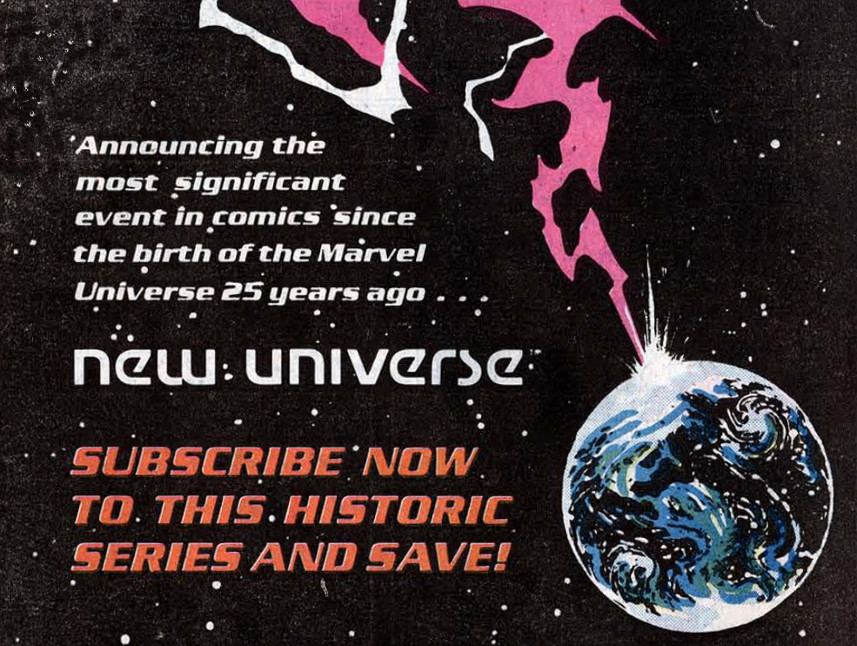 Announcing the
most significant
event in comics since
the birth of the Marvel
Universe 25 years ago . . .
new universe
SUBSCRIBE NOW
TO THIS HISTORIC
SERIES AND SAVE!